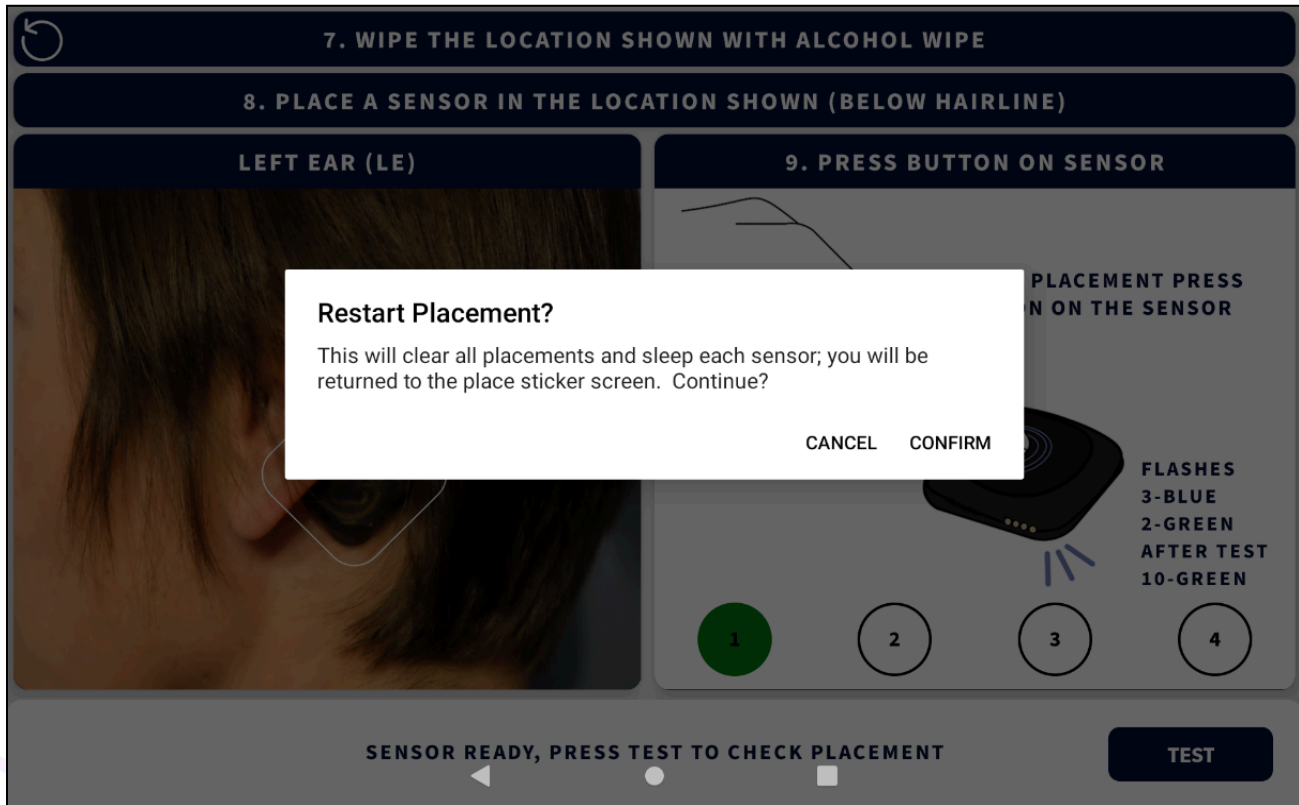 7. WIPE THE LOCATION SHOWN WITH ALCOHOL WIPE
8. PLACE A SENSOR IN THE LOCATION SHOWN (BELOW HAIRLINE)
LEFT EAR (LE)
9. PRESS BUTTON ON SENSOR
PLACEMENT PRESS
ON THE SENSOR
Restart Placement?
This will clear all placements and sleep each sensor; you will be
returned to the place sticker screen.  Continue?
CANCEL CONFIRM
FLASHES
3-BLUE
2-GREEN
AFTER TEST
10-GREEN
1 2 3 4
SENSOR READY, PRESS TEST TO CHECK PLACEMENT
TEST